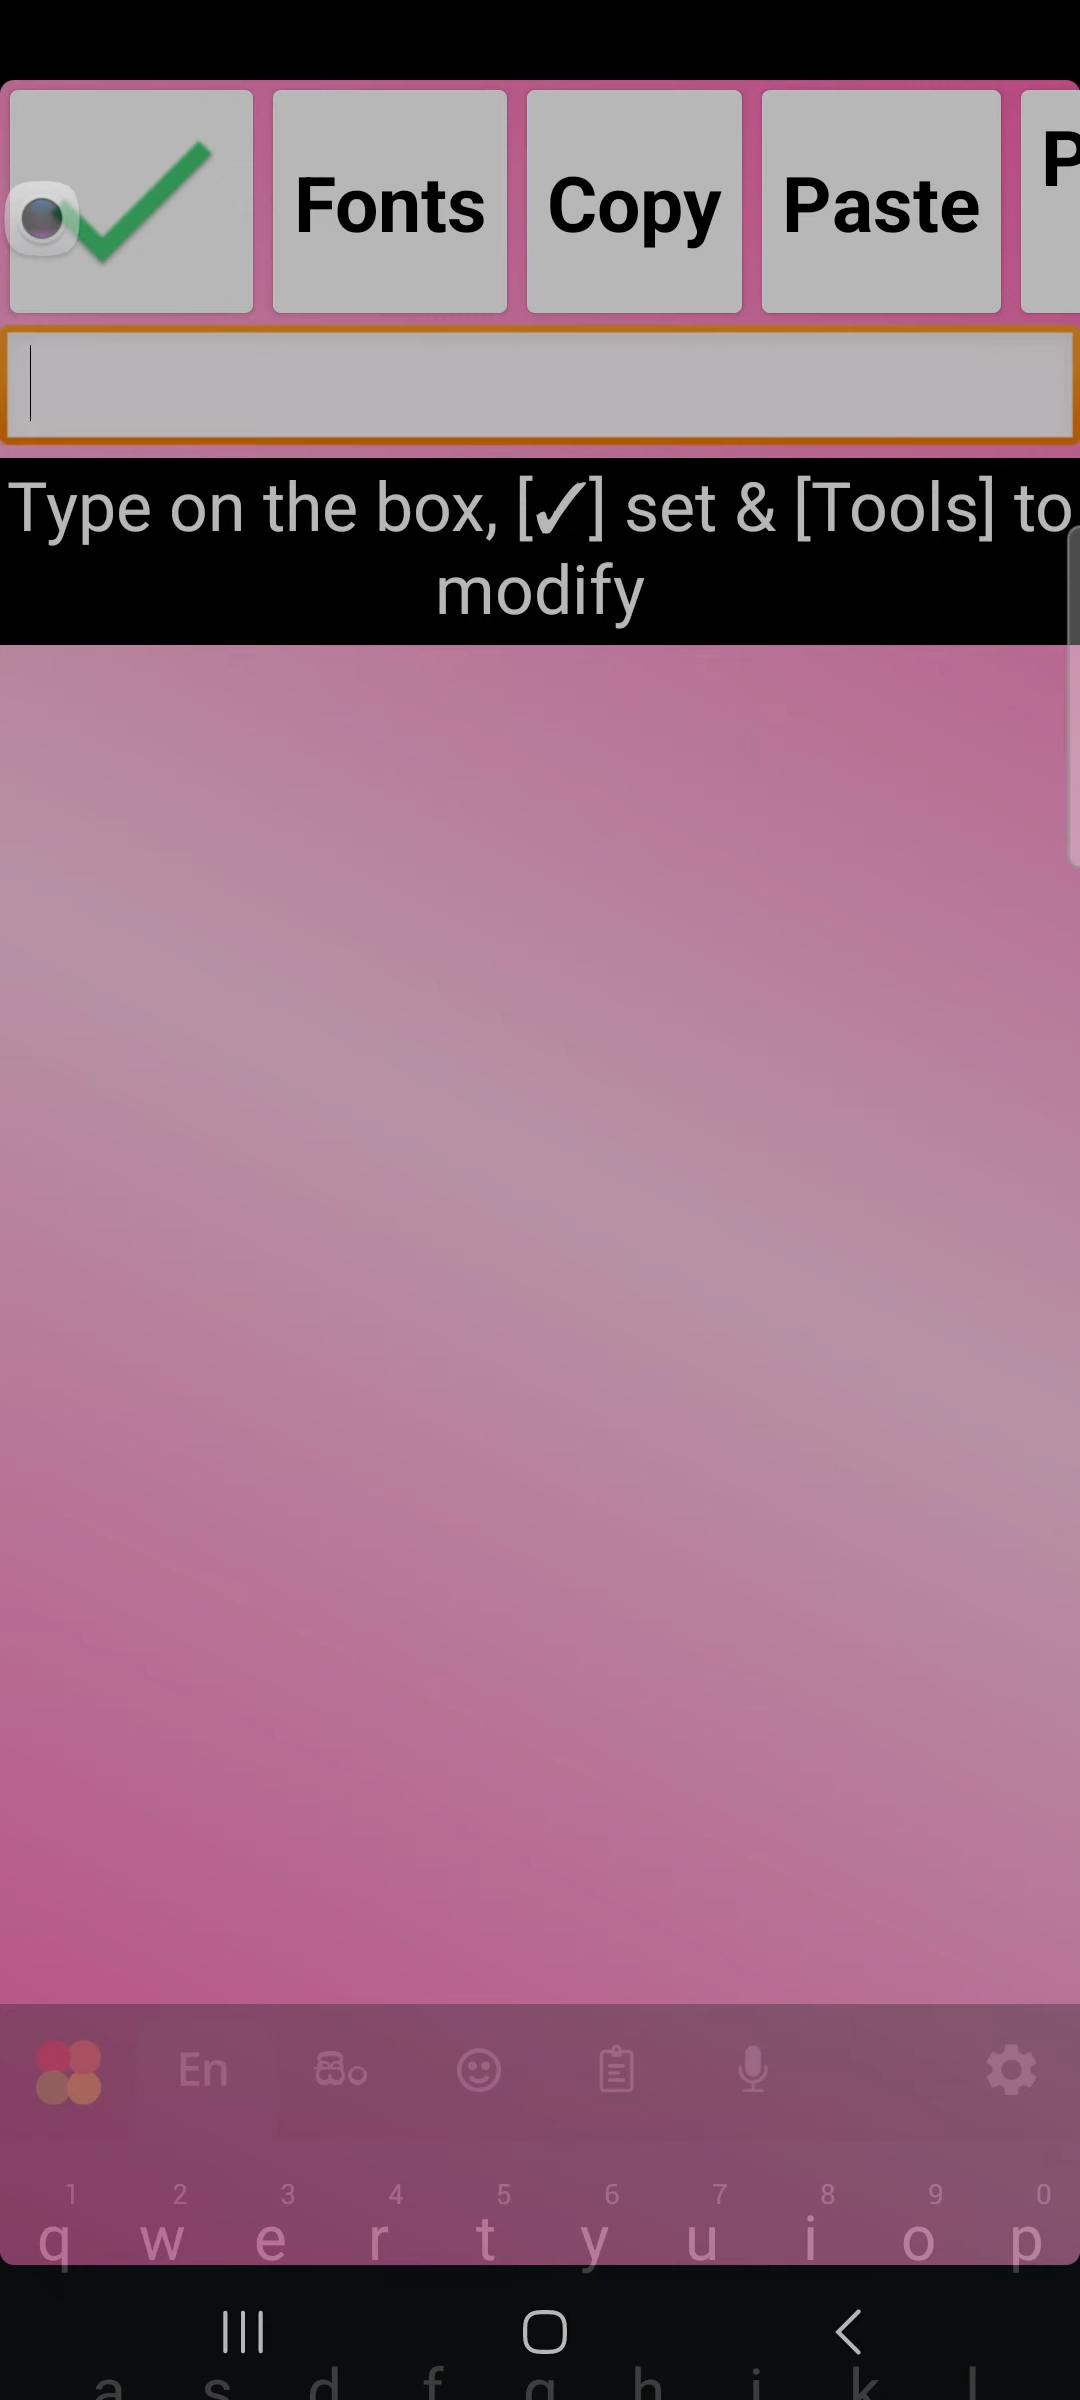 Fonts Copy Paste P
Type on the box, [✓] set & [Tools] to
modify
En
1 2 3 4 5 6 7 8 9 0
q w e r t y u i o p
a s d f g h j k l